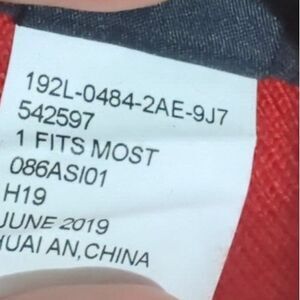 192L-0484-2AE-9J7
542597
1 FITS MOST
086ASI01
H19
JUNE 2019
HUAI AN,CHINA